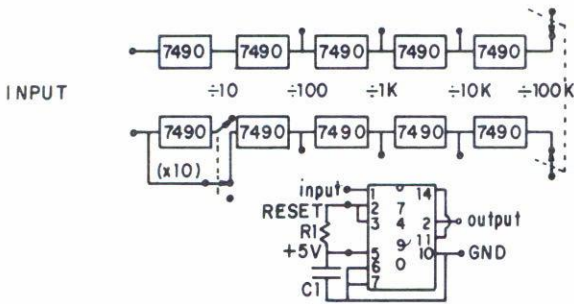 7490 7490 7490 7490 7490
INPUT ÷10 ÷100 ÷1K ÷10K ÷100K
7490 7490 7490 7490 7490
(x10)
input 1 14
RESET 2 7
R1 3 4 2 output
9 11
+5V 5 10 GND
6 0
C1 7